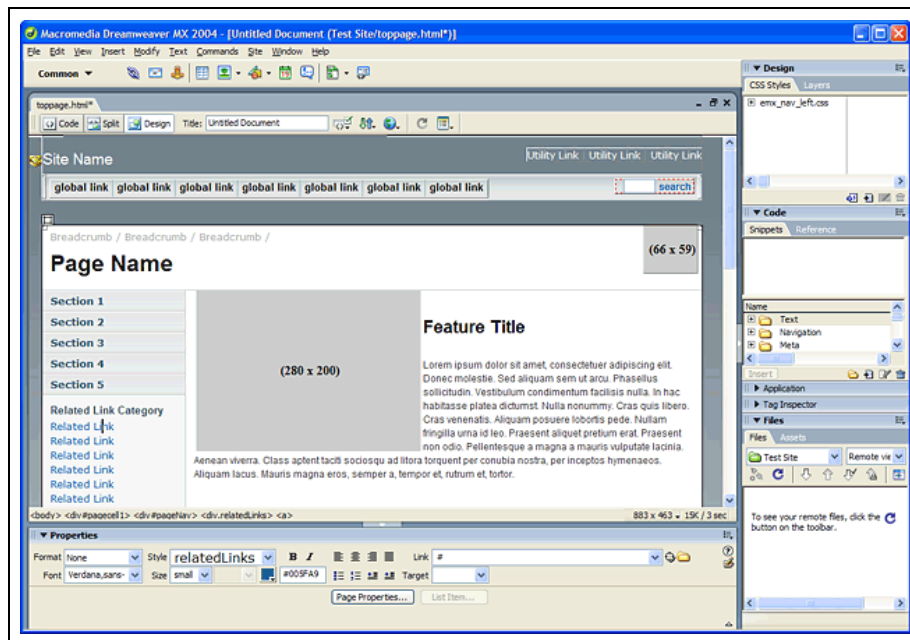 Macromedia Dreamweaver MX 2004 - [Untitled Document (Test Site/toppage.html*)]
File Edit View Insert Modify Text Commands Site Window Help
Common
toppage.html*
Code Split Design Title: Untitled Document
Site Name
Utility Link Utility Link Utility Link
global link global link global link global link global link global link global link
search
Breadcrumb / Breadcrumb / Breadcrumb /
Page Name
(66 x 59)
Section 1
Section 2
Section 3
Section 4
Section 5
Related Link Category
Related Link
Related Link
Related Link
Related Link
Related Link
Related Link
(280 x 200)
Feature Title
Lorem ipsum dolor sit amet, consectetuer adipiscing elit.
Donec molestie. Sed aliquam sem ut arcu. Phasellus
sollicitudin. Vestibulum condimentum facilisis nulla. In hac
habitasse platea dictumst. Nulla nonummy. Cras quis libero.
Cras venenatis. Aliquam posuere lobortis pede. Nullam
fringilla urna id leo. Praesent aliquet pretium erat. Praesent
non odio. Pellentesque a magna a mauris vulputate lacinia.
Aenean viverra. Class aptent taciti sociosqu ad litora torquent per conubia nostra, per inceptos hymenaeos.
Aliquam lacus. Mauris magna eros, semper a, tempor et, rutrum et, tortor.
<body> <div#pagecell1> <div#pageNav> <div.relatedLinks> <a>
883 x 463 15K / 3 sec
Properties
Format None Style relatedLinks B I Link #
Font Verdana,sans- Size small #005FA9 Target
Page Properties... List Item...
Design
CSS Styles Layers
emx_nav_left.css
Code
Snippets Reference
Name
Text
Navigation
Meta
Insert
Application
Tag Inspector
Files
Files Assets
Test Site Remote vie
To see your remote files, click the
button on the toolbar.